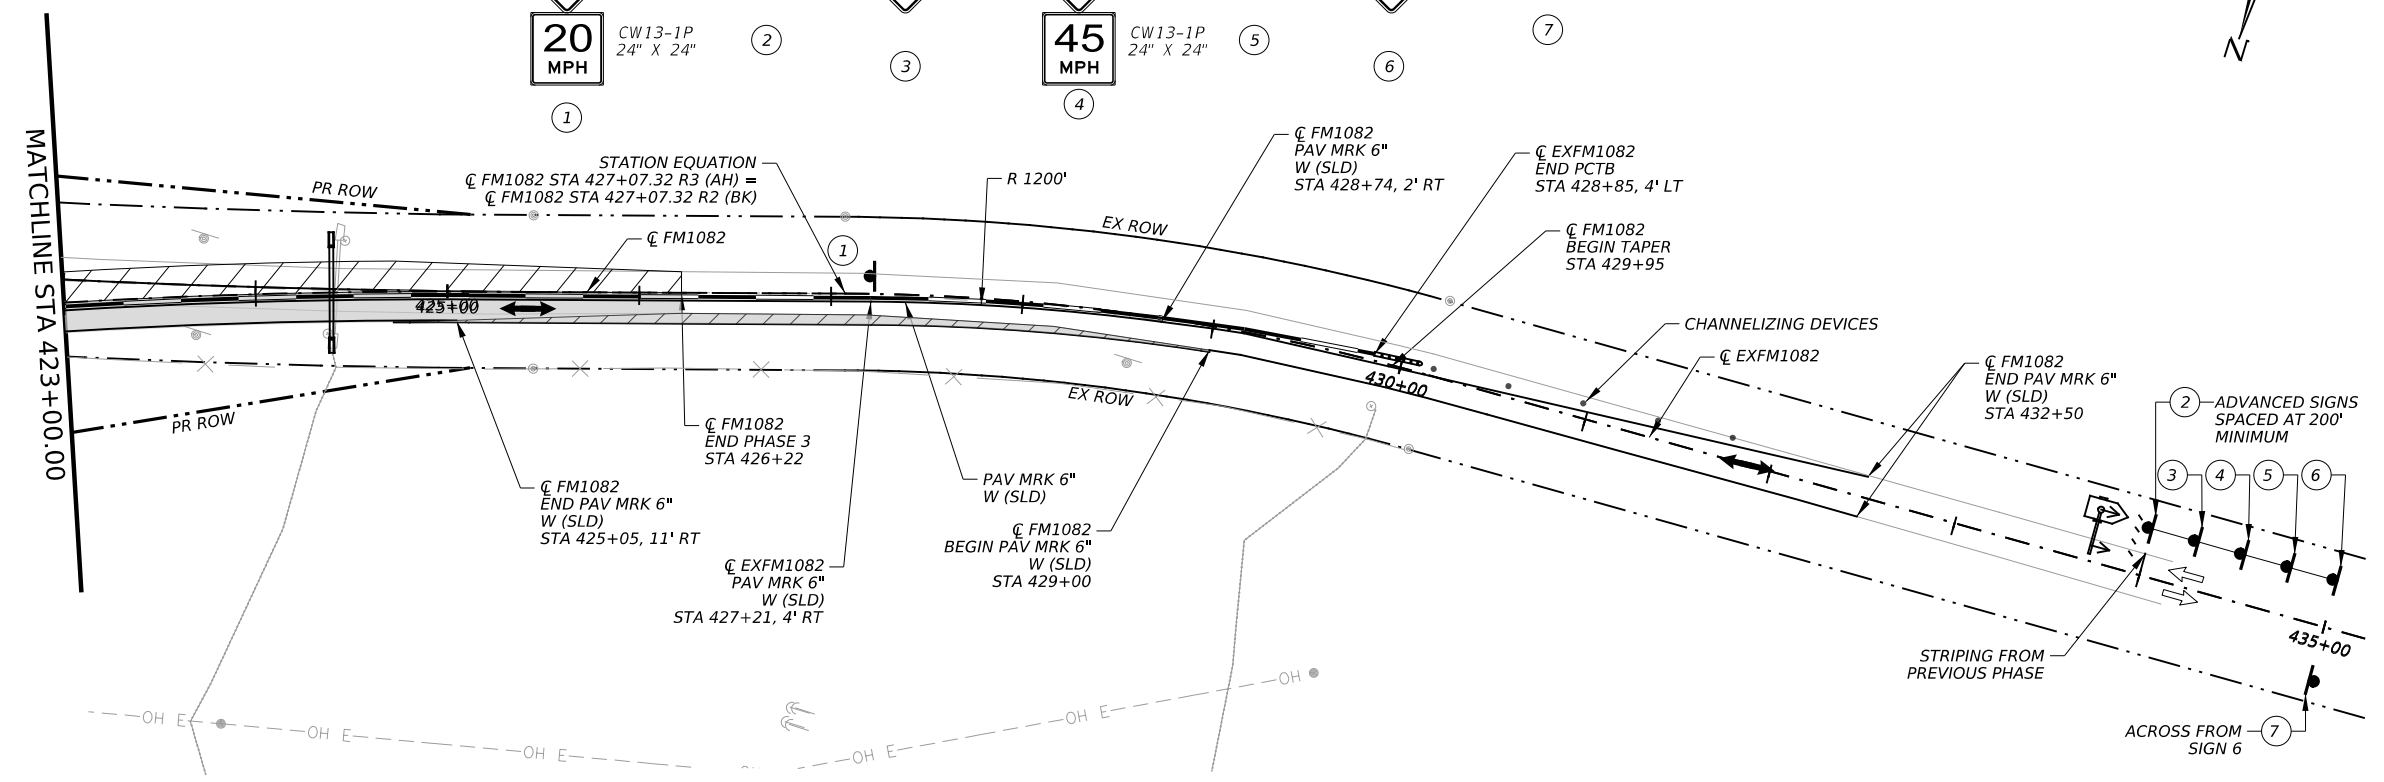 20
MPH
CW13-1P
24" X 24"
1
2
3
45
MPH
CW13-1P
24" X 24"
4
5
6
7
N
MATCHLINE STA 423+00.00
PR ROW
STATION EQUATION
℄ FM1082 STA 427+07.32 R3 (AH) =
℄ FM1082 STA 427+07.32 R2 (BK)
℄ FM1082
1
R 1200'
EX ROW
℄ FM1082
PAV MRK 6"
W (SLD)
STA 428+74, 2' RT
℄ EXFM1082
END PCTB
STA 428+85, 4' LT
℄ FM1082
BEGIN TAPER
STA 429+95
CHANNELIZING DEVICES
℄ EXFM1082
℄ FM1082
END PAV MRK 6"
W (SLD)
STA 432+50
2
ADVANCED SIGNS
SPACED AT 200'
MINIMUM
3
4
5
6
425+00
430+00
435+00
PR ROW
EX ROW
℄ FM1082
END PHASE 3
STA 426+22
℄ FM1082
END PAV MRK 6"
W (SLD)
STA 425+05, 11' RT
PAV MRK 6"
W (SLD)
℄ FM1082
BEGIN PAV MRK 6"
W (SLD)
STA 429+00
℄ EXFM1082
PAV MRK 6"
W (SLD)
STA 427+21, 4' RT
STRIPING FROM
PREVIOUS PHASE
ACROSS FROM
SIGN 6
7
OH E
OH E
OH E
OH E
OH E
OH